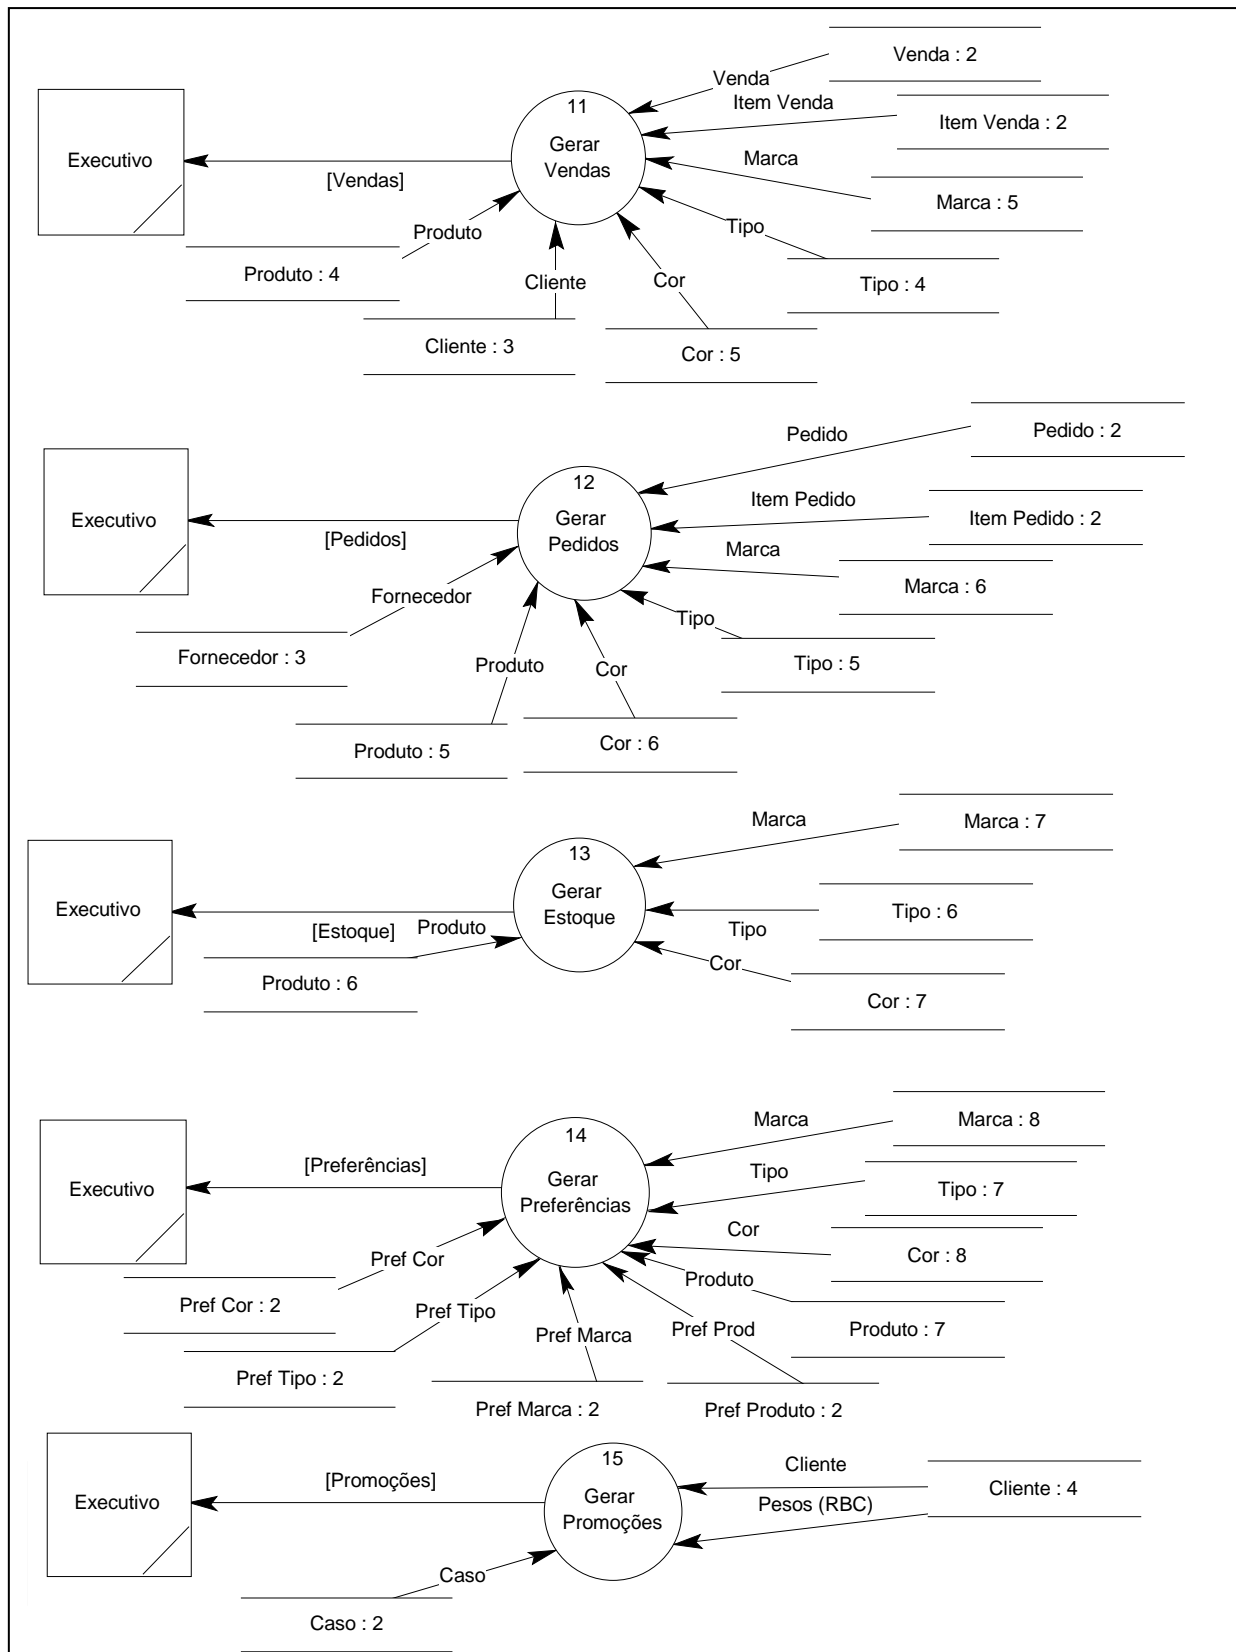 Venda : 2
Venda
11
Item Venda
Item Venda : 2
Executivo
Gerar
Vendas
Marca
[Vendas]
Marca : 5
Produto
Tipo
Produto : 4
Cliente
Cor
Tipo : 4
Cliente : 3
Cor : 5
Pedido
Pedido : 2
12
Item Pedido
Item Pedido : 2
Executivo
Gerar
Pedidos
[Pedidos]
Marca
Marca : 6
Fornecedor
Tipo
Fornecedor : 3
Produto
Cor
Tipo : 5
Produto : 5
Cor : 6
Marca
Marca : 7
13
Executivo
Gerar
Estoque
Tipo : 6
[Estoque]
Produto
Tipo
Cor
Produto : 6
Cor : 7
Marca
Marca : 8
14
[Preferências]
Tipo
Executivo
Gerar
Preferências
Tipo : 7
Cor
Cor : 8
Pref Cor
Produto
Pref Cor : 2
Pref Tipo
Pref Marca
Pref Prod
Produto : 7
Pref Tipo : 2
Pref Marca : 2
Pref Produto : 2
15
Cliente
[Promoções]
Cliente : 4
Executivo
Gerar
Promoções
Pesos (RBC)
Caso
Caso : 2